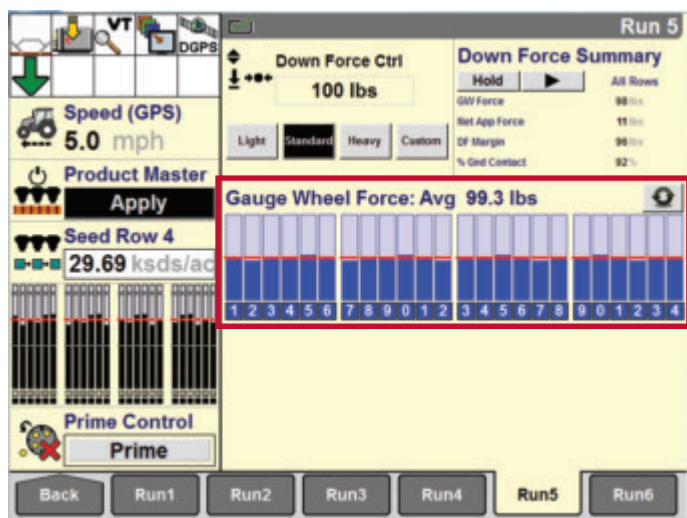 VT
DGPS
Run 5
Down Force Ctrl
100 lbs
Light Standard Heavy Custom
Down Force Summary
Hold All Rows
GW Force 98 lbs
Net App Force 11 lbs
DF Margin 96 lbs
% Gnd Contact 92 %
Speed (GPS)
5.0 mph
Product Master
Apply
Seed Row 4
29.69 ksds/ac
Gauge Wheel Force: Avg 99.3 lbs
1 2 3 4 5 6 7 8 9 0 1 2 3 4 5 6 7 8 9 0 1 2 3 4
Prime Control
Prime
Back Run1 Run2 Run3 Run4 Run5 Run6